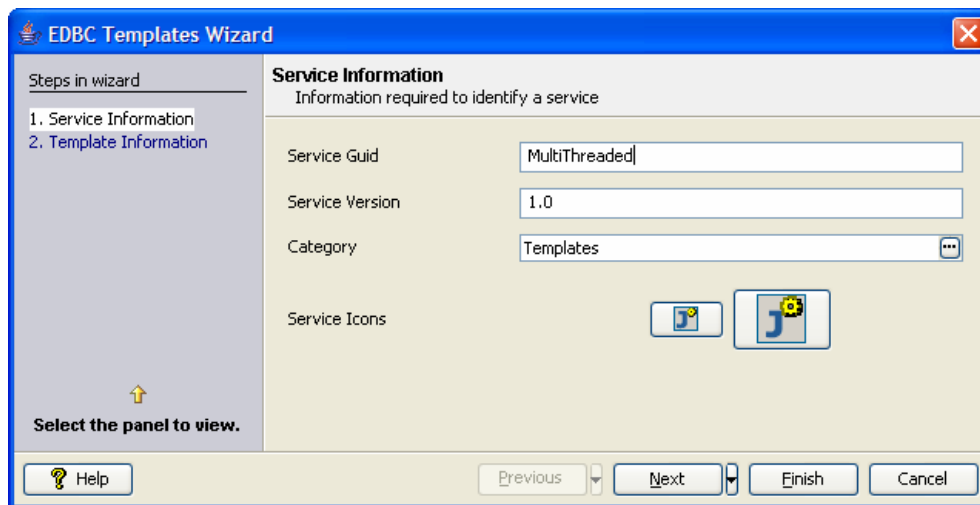 EDBC Templates Wizard
Steps in wizard
1. Service Information
2. Template Information
Select the panel to view.
Service Information
Information required to identify a service
Service Guid
MultiThreaded
Service Version
1.0
Category
Templates
Service Icons
Help
Previous
Next
Finish
Cancel